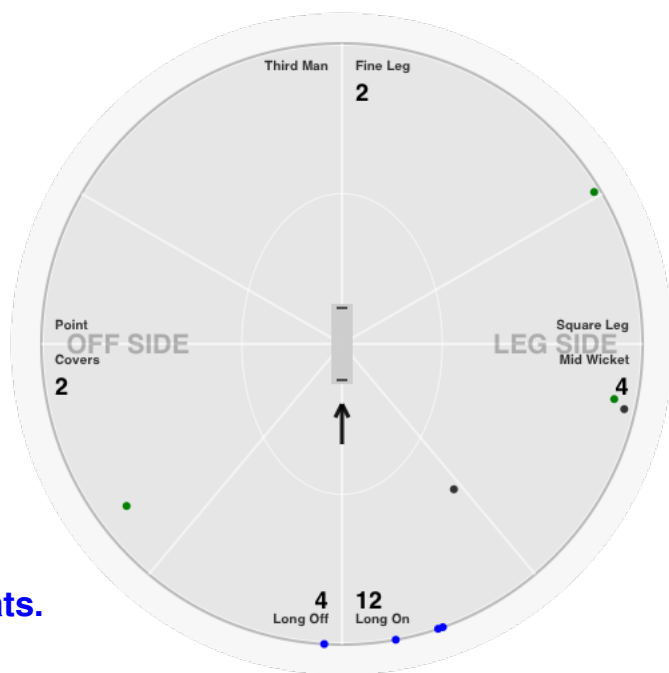 Third Man Fine Leg
2
Point Square Leg
OFF SIDE LEG SIDE
Covers Mid Wicket
2 4
4 12
Long Off Long On